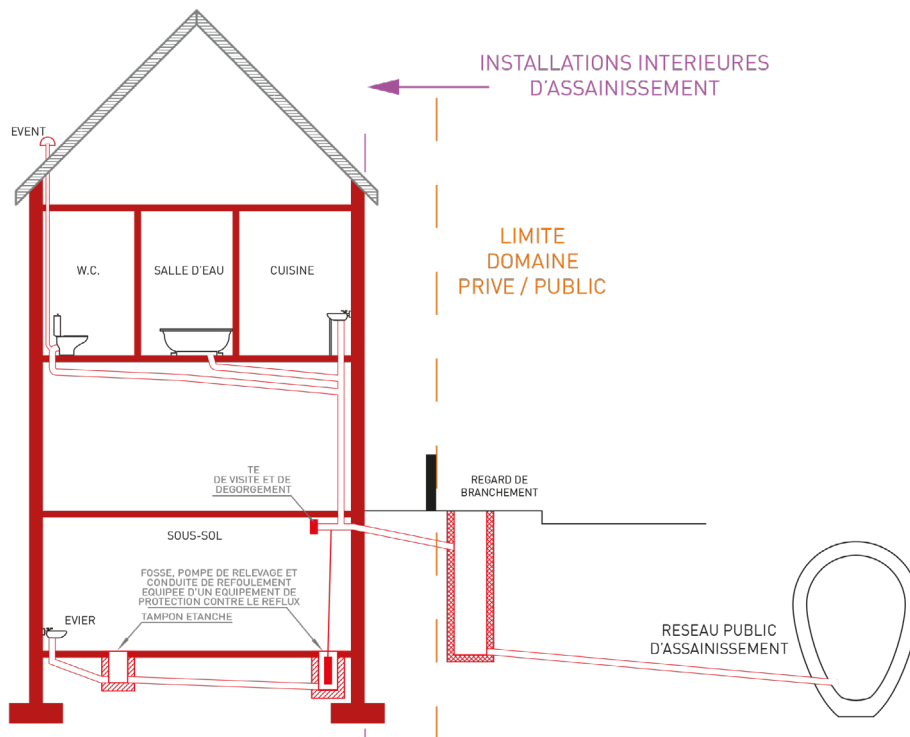 INSTALLATIONS INTERIEURES
D'ASSAINISSEMENT
EVENT
LIMITE
DOMAINE
PRIVE / PUBLIC
W.C.
SALLE D'EAU
CUISINE
TE
DE VISITE ET DE
DEGORGEMENT
REGARD DE
BRANCHEMENT
SOUS-SOL
FOSSE, POMPE DE RELEVAGE ET
CONDUITE DE REFOULEMENT
EQUIPEE D'UN EQUIPEMENT DE
PROTECTION CONTRE LE REFLUX
TAMPON ETANCHE
EVIER
RESEAU PUBLIC
D'ASSAINISSEMENT